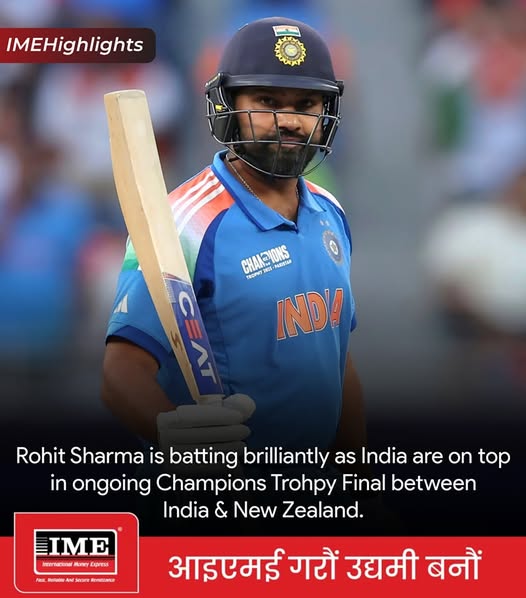 IMEHighlights
CHAMPIONS
TROPHY 2025 • PAKISTAN
INDIA
CEAT
Rohit Sharma is batting brilliantly as India are on top
in ongoing Champions Trohpy Final between
India & New Zealand.
IME
International Money Express
Fast, Reliable And Secure Remittance
आइएमई गरौं उद्यमी बनौं